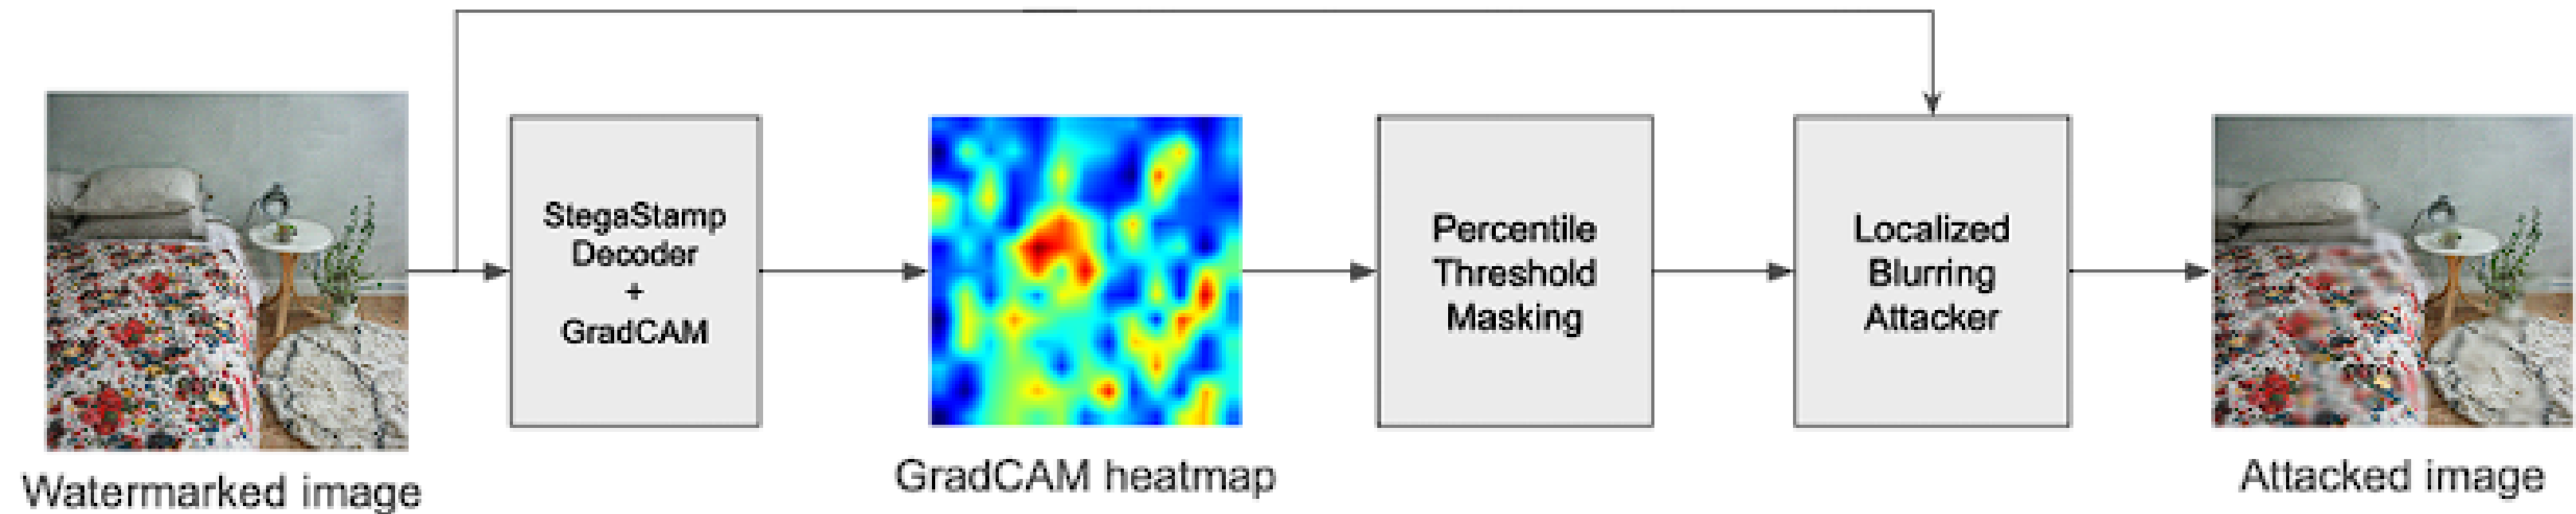 StegaStamp
Decoder
+
GradCAM
Percentile
Threshold
Masking
Localized
Blurring
Attacker
Watermarked image
GradCAM heatmap
Attacked image